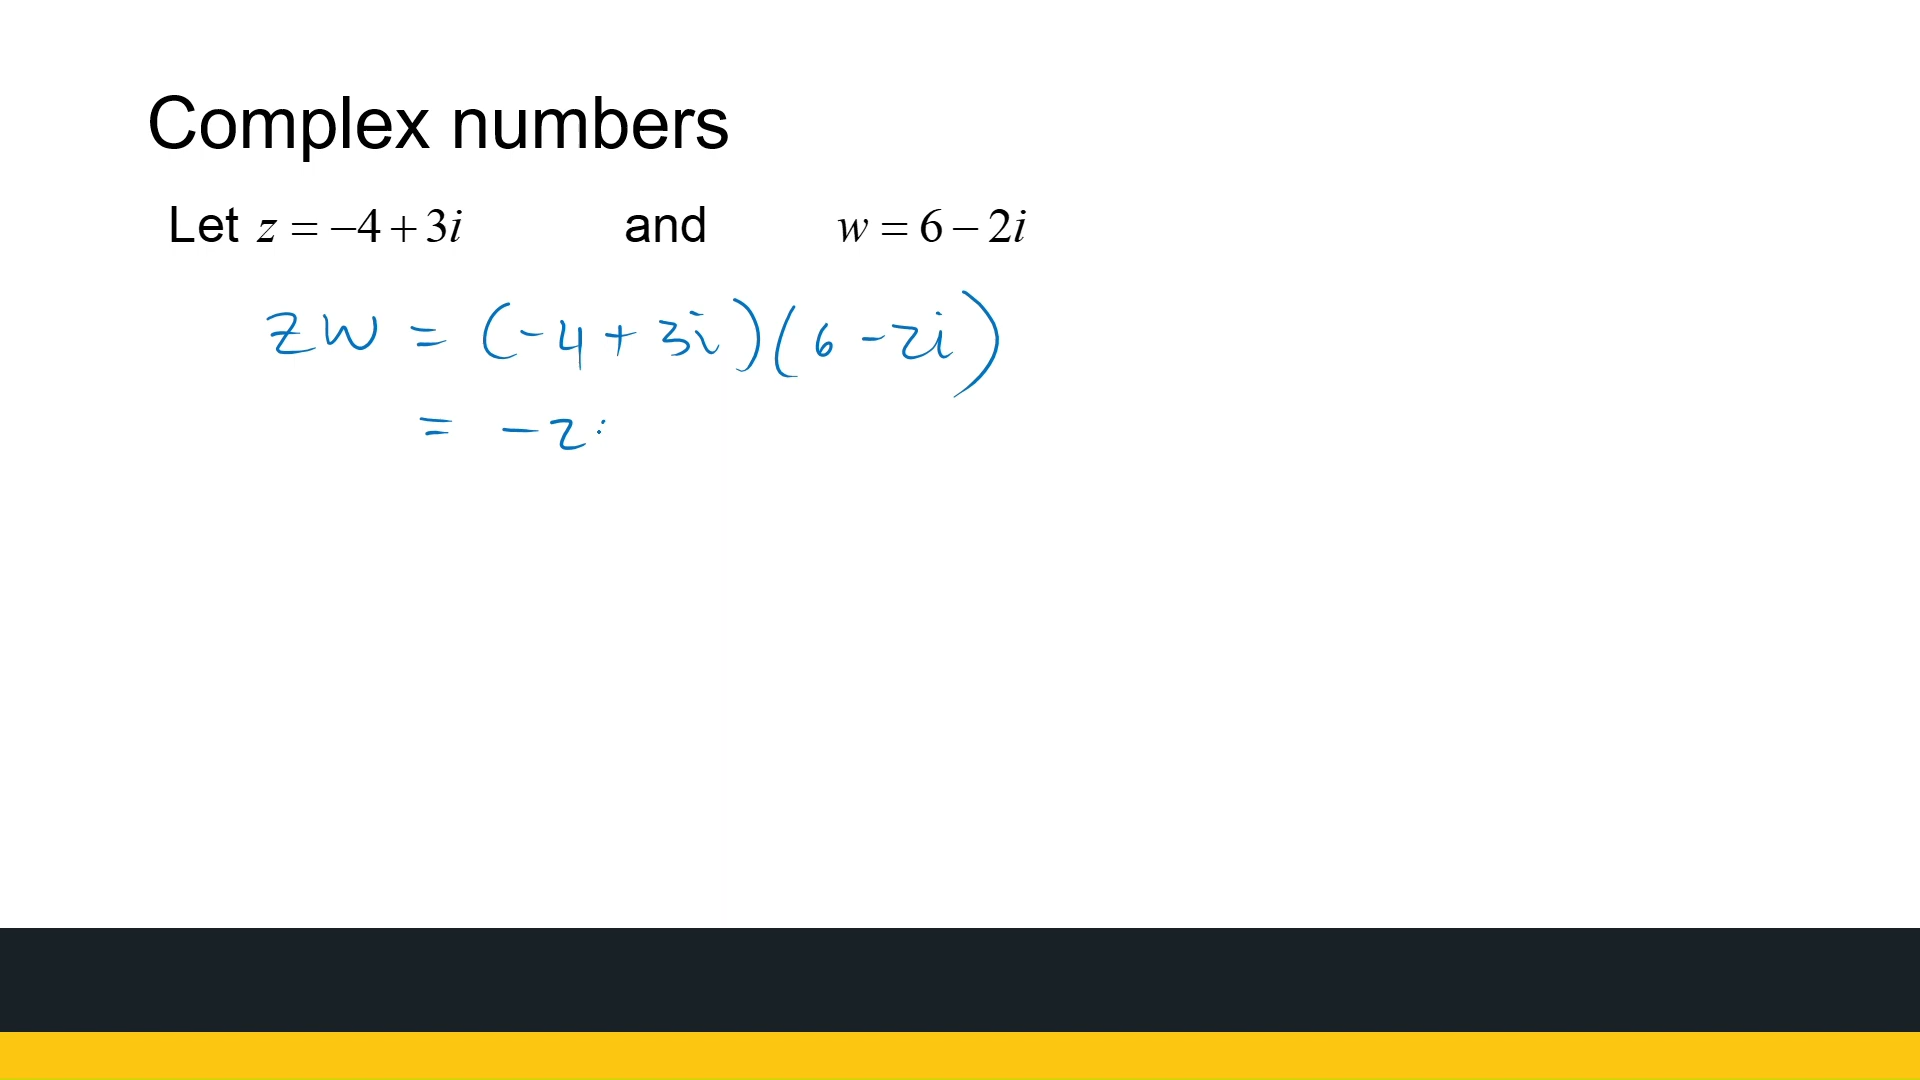 Complex numbers
Let z = −4 + 3i and w = 6 − 2i
zw = (-4 + 3i)(6 - 2i)
= -2